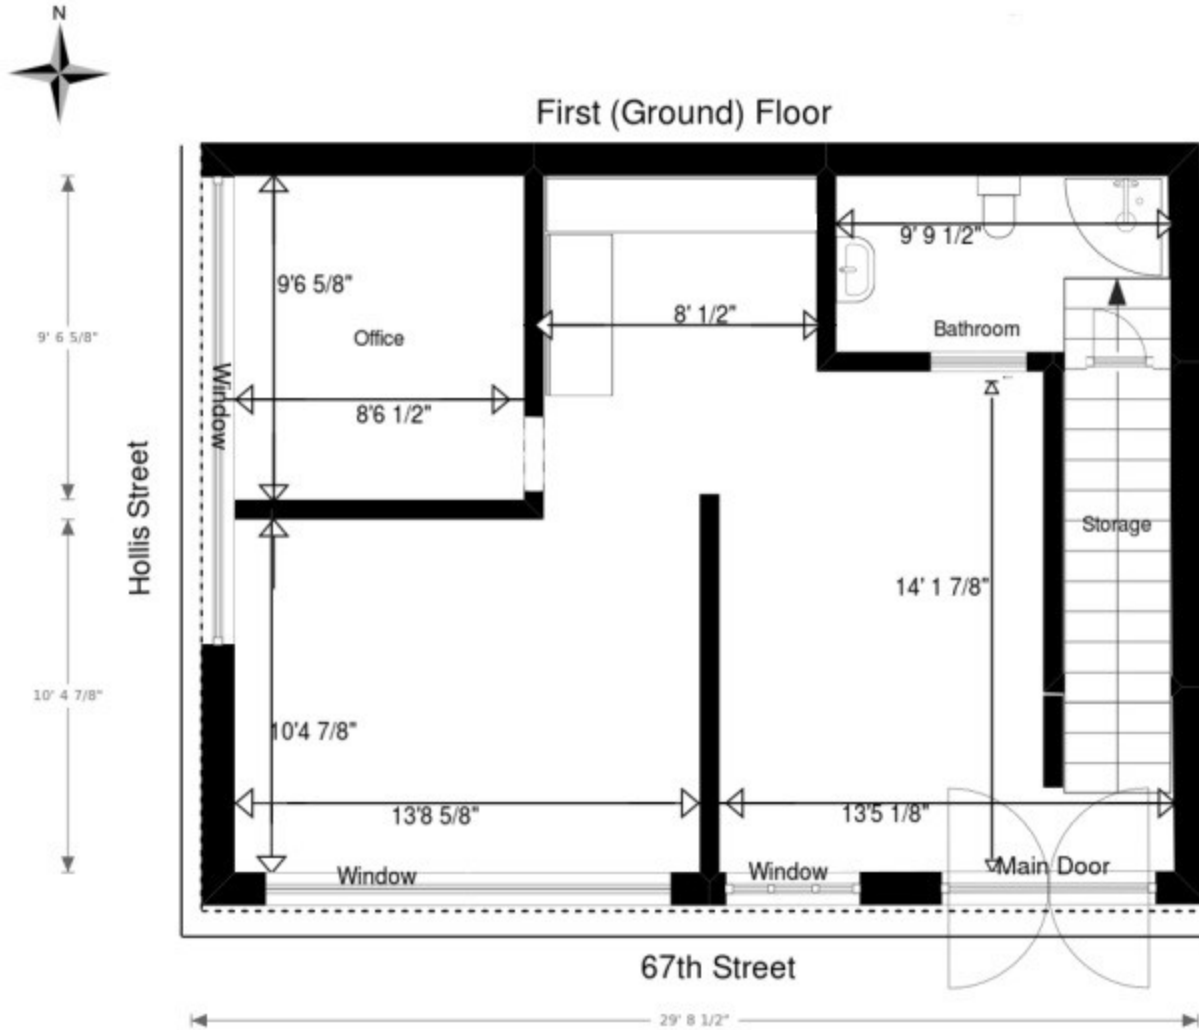 N
First (Ground) Floor
9'6 5/8"
9' 9 1/2"
8' 1/2"
9' 6 5/8"
Office
Bathroom
Window
8'6 1/2"
Hollis Street
Storage
14' 1 7/8"
10' 4 7/8"
10'4 7/8"
13'8 5/8"
13'5 1/8"
Window
Window
Main Door
67th Street
29' 8 1/2"